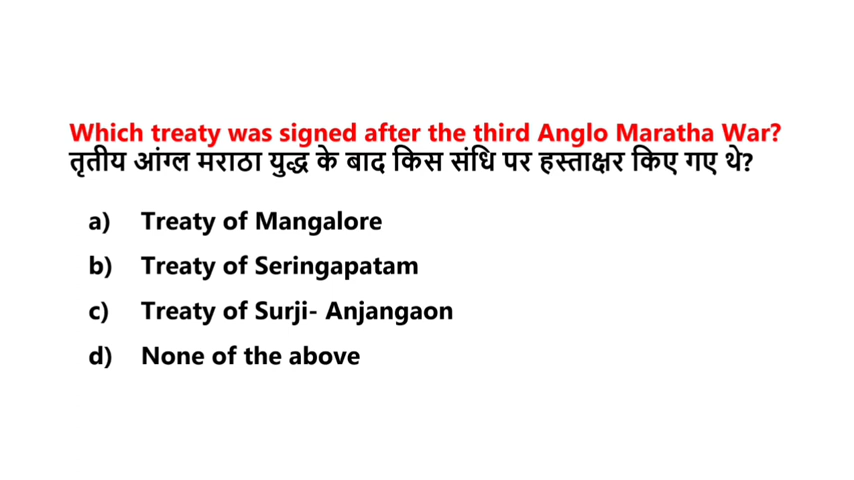 Which treaty was signed after the third Anglo Maratha War?
तृतीय आंग्ल मराठा युद्ध के बाद किस संधि पर हस्ताक्षर किए गए थे?
a) Treaty of Mangalore
b) Treaty of Seringapatam
c) Treaty of Surji- Anjangaon
d) None of the above